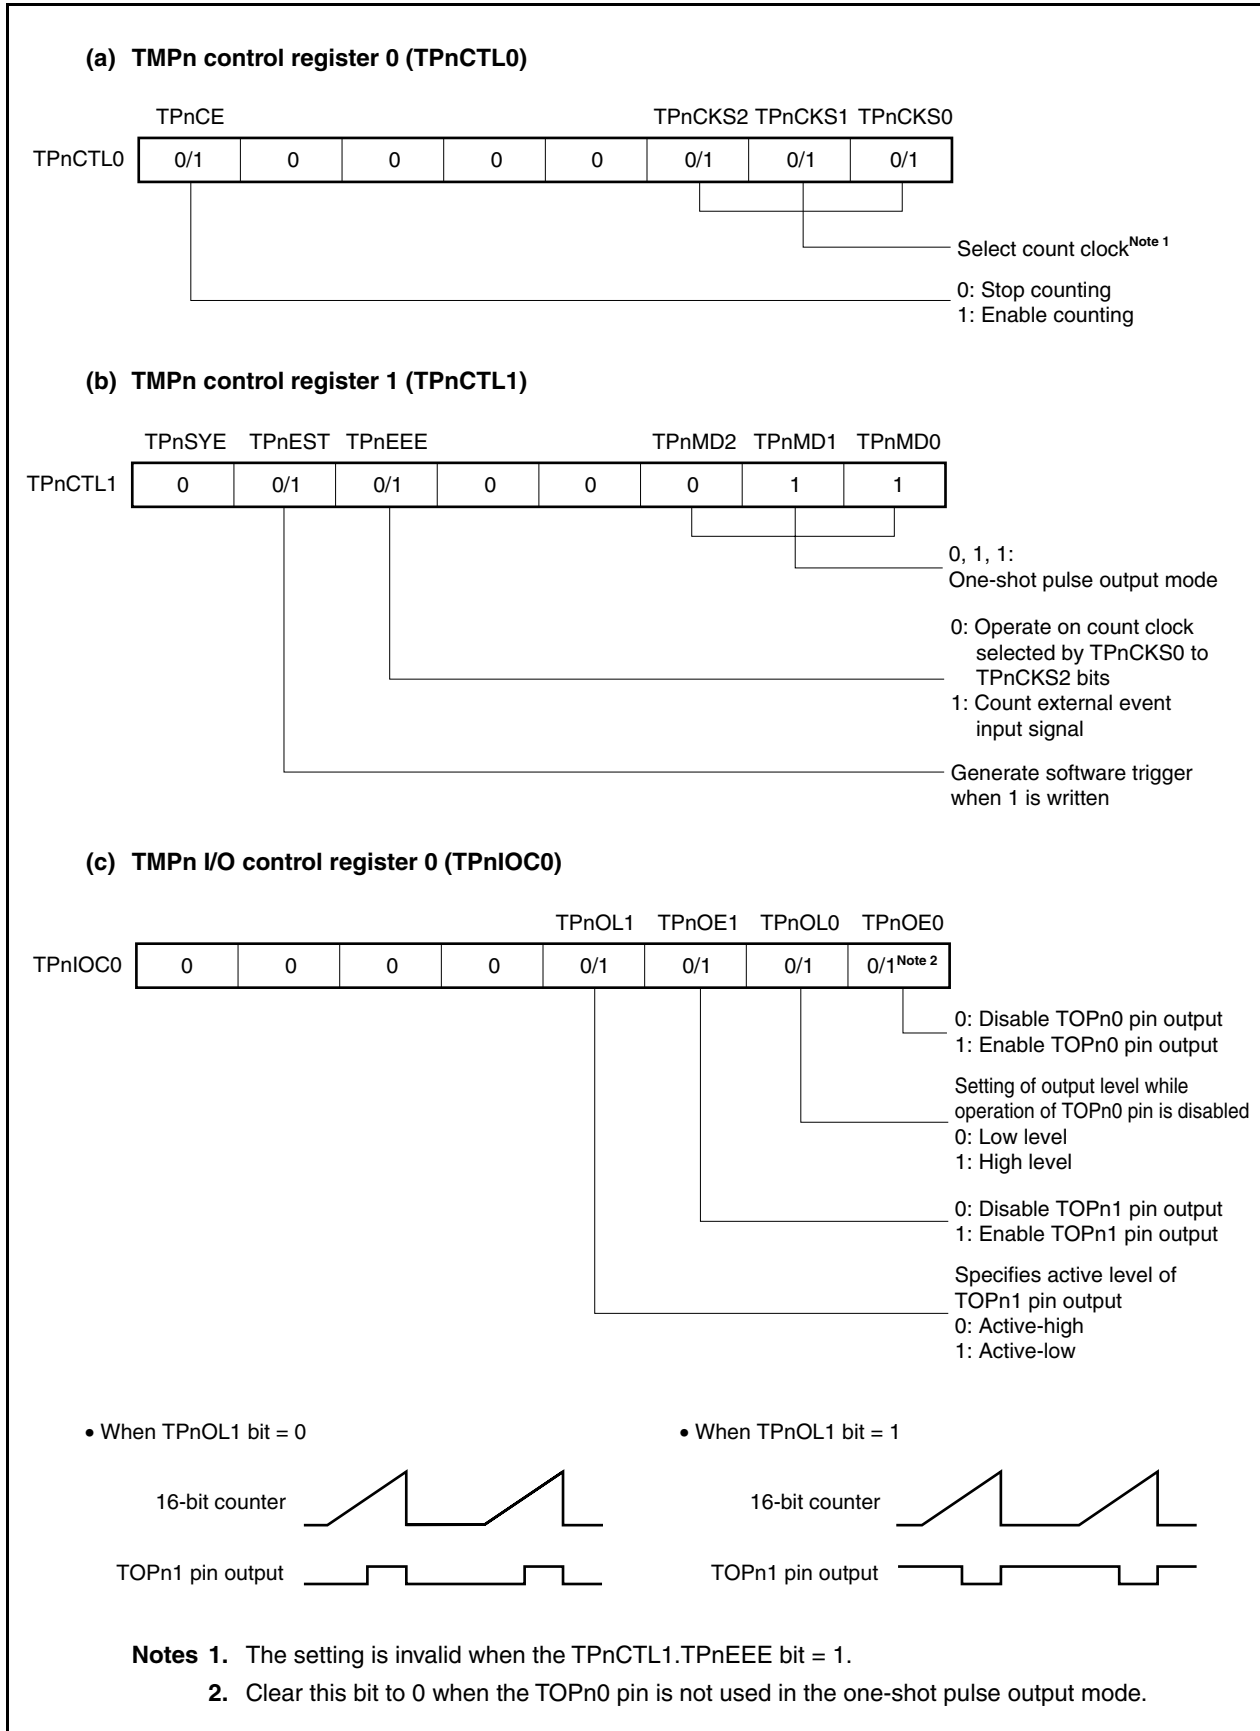 (a) TMPn control register 0 (TPnCTL0)
TPnCE TPnCKS2 TPnCKS1 TPnCKS0
TPnCTL0 0/1 0 0 0 0 0/1 0/1 0/1
Select count clock Note 1
0: Stop counting
1: Enable counting
(b) TMPn control register 1 (TPnCTL1)
TPnSYE TPnEST TPnEEE TPnMD2 TPnMD1 TPnMD0
TPnCTL1 0 0/1 0/1 0 0 0 1 1
0, 1, 1:
One-shot pulse output mode
0: Operate on count clock
selected by TPnCKS0 to
TPnCKS2 bits
1: Count external event
input signal
Generate software trigger
when 1 is written
(c) TMPn I/O control register 0 (TPnIOC0)
TPnOL1 TPnOE1 TPnOL0 TPnOE0
TPnIOC0 0 0 0 0 0/1 0/1 0/1 0/1 Note 2
0: Disable TOPn0 pin output
1: Enable TOPn0 pin output
Setting of output level while
operation of TOPn0 pin is disabled
0: Low level
1: High level
0: Disable TOPn1 pin output
1: Enable TOPn1 pin output
Specifies active level of
TOPn1 pin output
0: Active-high
1: Active-low
• When TPnOL1 bit = 0 • When TPnOL1 bit = 1
16-bit counter 16-bit counter
TOPn1 pin output TOPn1 pin output
Notes 1. The setting is invalid when the TPnCTL1.TPnEEE bit = 1.
2. Clear this bit to 0 when the TOPn0 pin is not used in the one-shot pulse output mode.